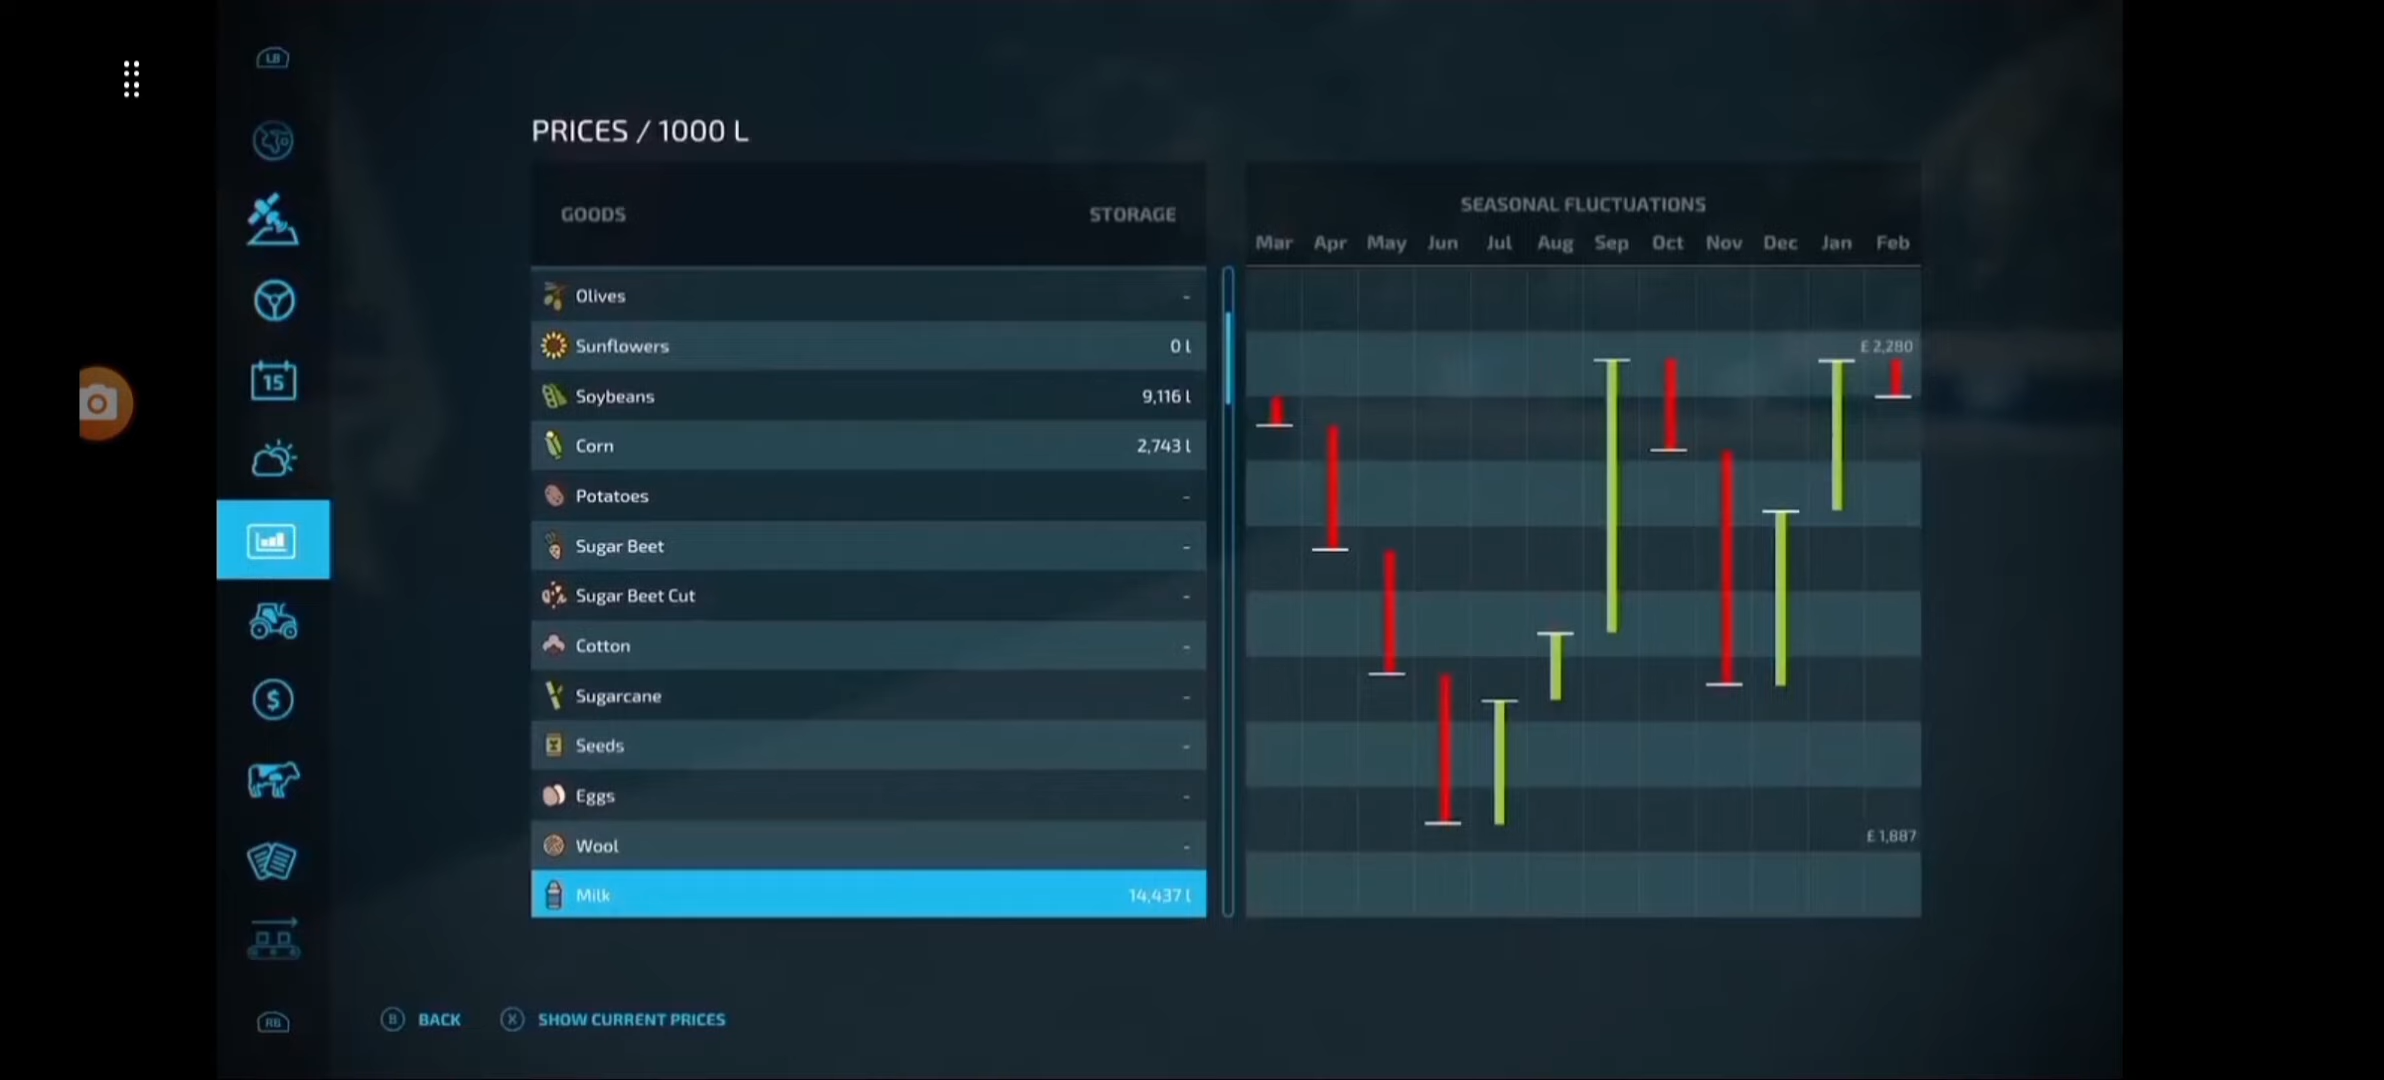 LB
PRICES / 1000 L
GOODS STORAGE
SEASONAL FLUCTUATIONS
Mar Apr May Jun Jul Aug Sep Oct Nov Dec Jan Feb
Olives -
Sunflowers 0 l
Soybeans 9,116 l
Corn 2,743 l
Potatoes -
Sugar Beet -
Sugar Beet Cut -
Cotton -
Sugarcane -
Seeds -
Eggs -
Wool -
Milk 14,437 l
£ 2,280
£ 1,887
15
$
RB
B BACK X SHOW CURRENT PRICES